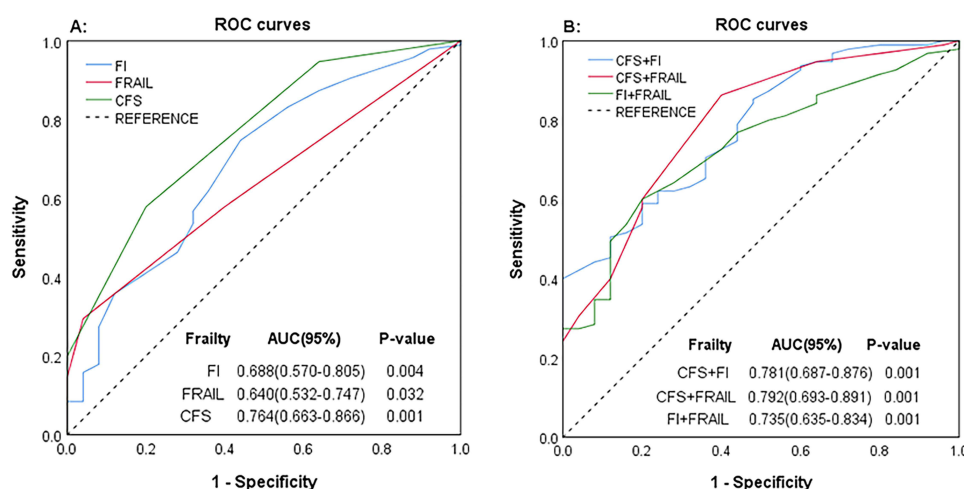 A:
ROC curves
FI
FRAIL
CFS
REFERENCE
1.0
0.8
0.6
0.4
0.2
0.0
Sensitivity
Frailty AUC(95%) P-value
FI 0.688(0.570-0.805) 0.004
FRAIL 0.640(0.532-0.747) 0.032
CFS 0.764(0.663-0.866) 0.001
0.0 0.2 0.4 0.6 0.8 1.0
1 - Specificity
B:
ROC curves
CFS+FI
CFS+FRAIL
FI+FRAIL
REFERENCE
1.0
0.8
0.6
0.4
0.2
0.0
Sensitivity
Frailty AUC(95%) P-value
CFS+FI 0.781(0.687-0.876) 0.001
CFS+FRAIL 0.792(0.693-0.891) 0.001
FI+FRAIL 0.735(0.635-0.834) 0.001
0.0 0.2 0.4 0.6 0.8 1.0
1 - Specificity